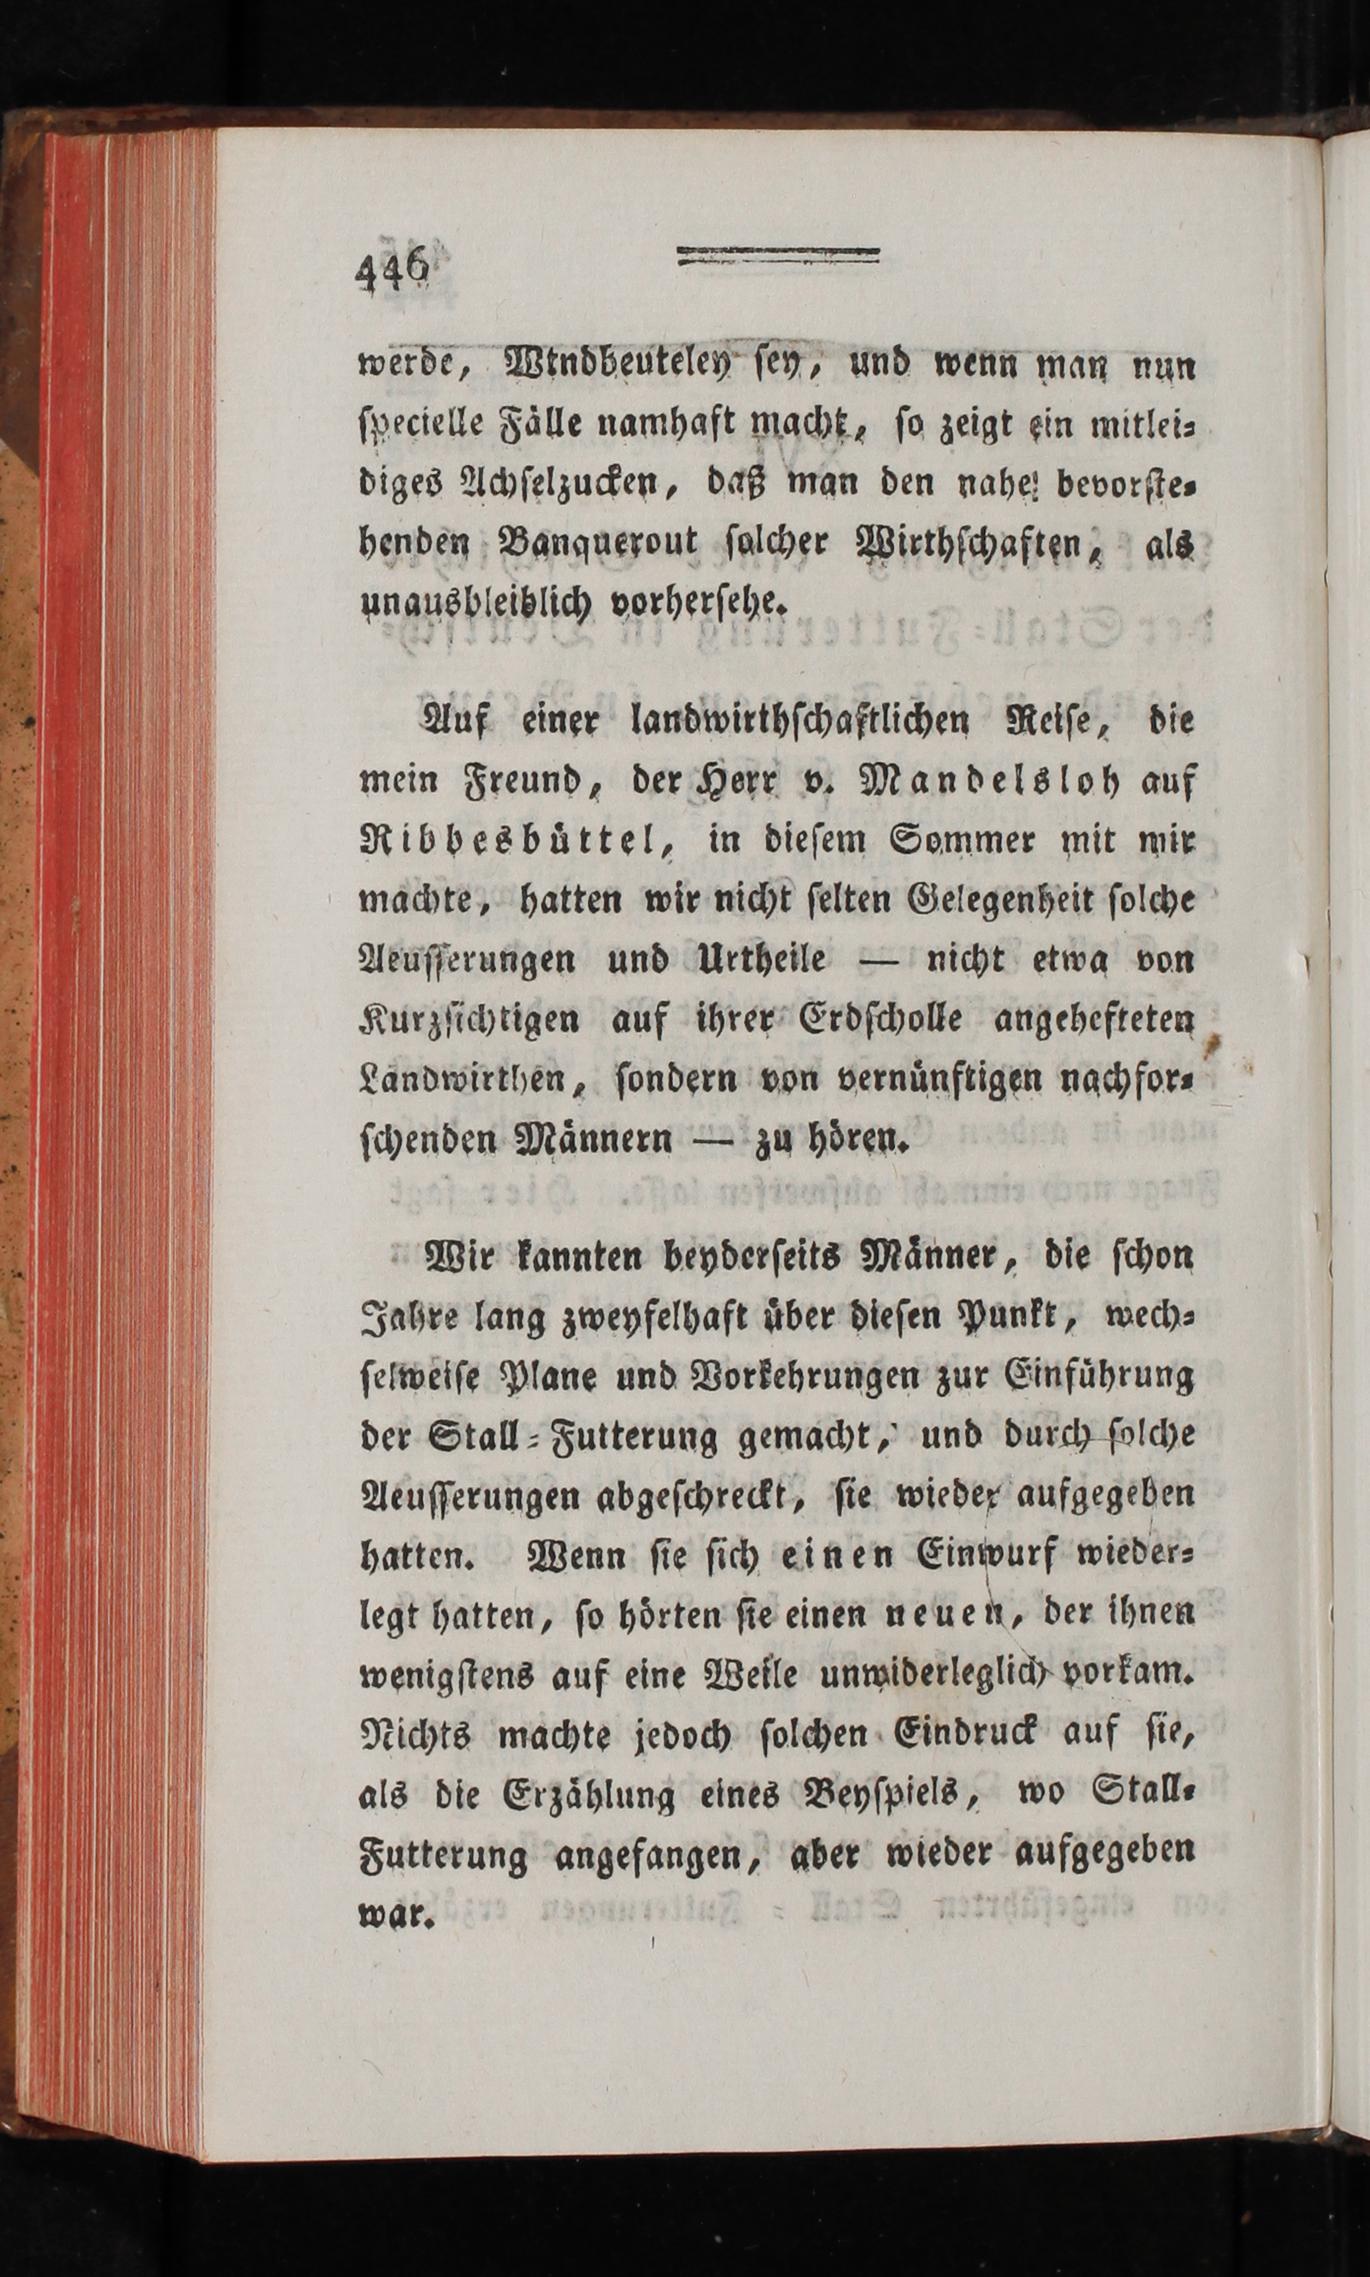 446
werde, Windbeuteley ſey, und wenn man nun
ſpecielle Fälle namhaft macht, ſo zeigt ein mitlei⸗
diges Achſelzucken, daß man den nahe bevorſte⸗
henden Banquerout ſolcher Wirthſchaften, als
unausbleiblich vorherſehe.
Auf einer landwirthſchaftlichen Reiſe, die
mein Freund, der Herr v. Mandelsloh auf
Ribbesbüttel, in dieſem Sommer mit mir
machte, hatten wir nicht ſelten Gelegenheit ſolche
Aeuſſerungen und Urtheile — nicht etwa von
Kurzſichtigen auf ihrer Erdſcholle angehefteten
Landwirthen, ſondern von vernünftigen nachfor⸗
ſchenden Männern — zu hören.
Wir kannten beyderſeits Männer, die ſchon
Jahre lang zweyfelhaft über dieſen Punkt, wech⸗
ſelweiſe Plane und Vorkehrungen zur Einführung
der Stall⸗Futterung gemacht, und durch ſolche
Aeuſſerungen abgeſchreckt, ſie wieder aufgegeben
hatten. Wenn ſie ſich einen Einwurf wieder⸗
legt hatten, ſo hörten ſie einen neuen, der ihnen
wenigſtens auf eine Weile unwiderleglich vorkam.
Nichts machte jedoch ſolchen Eindruck auf ſie,
als die Erzählung eines Beyſpiels, wo Stall⸗
Futterung angefangen, aber wieder aufgegeben
war.